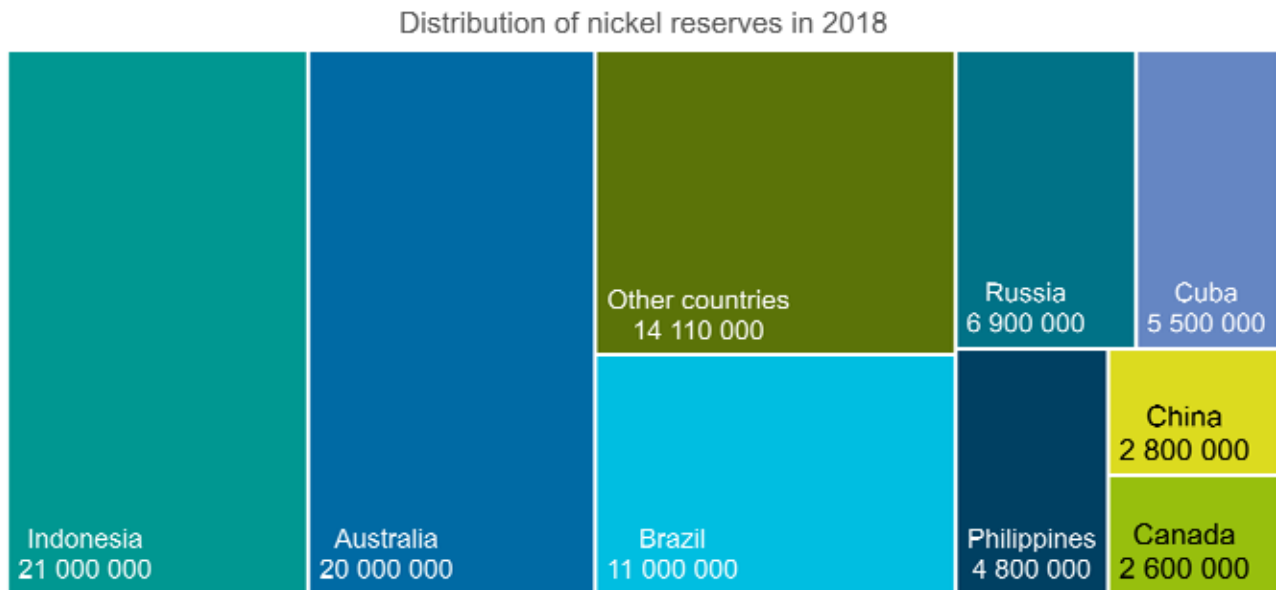 Distribution of nickel reserves in 2018
Indonesia
21 000 000
Australia
20 000 000
Other countries
14 110 000
Brazil
11 000 000
Russia
6 900 000
Cuba
5 500 000
Philippines
4 800 000
China
2 800 000
Canada
2 600 000